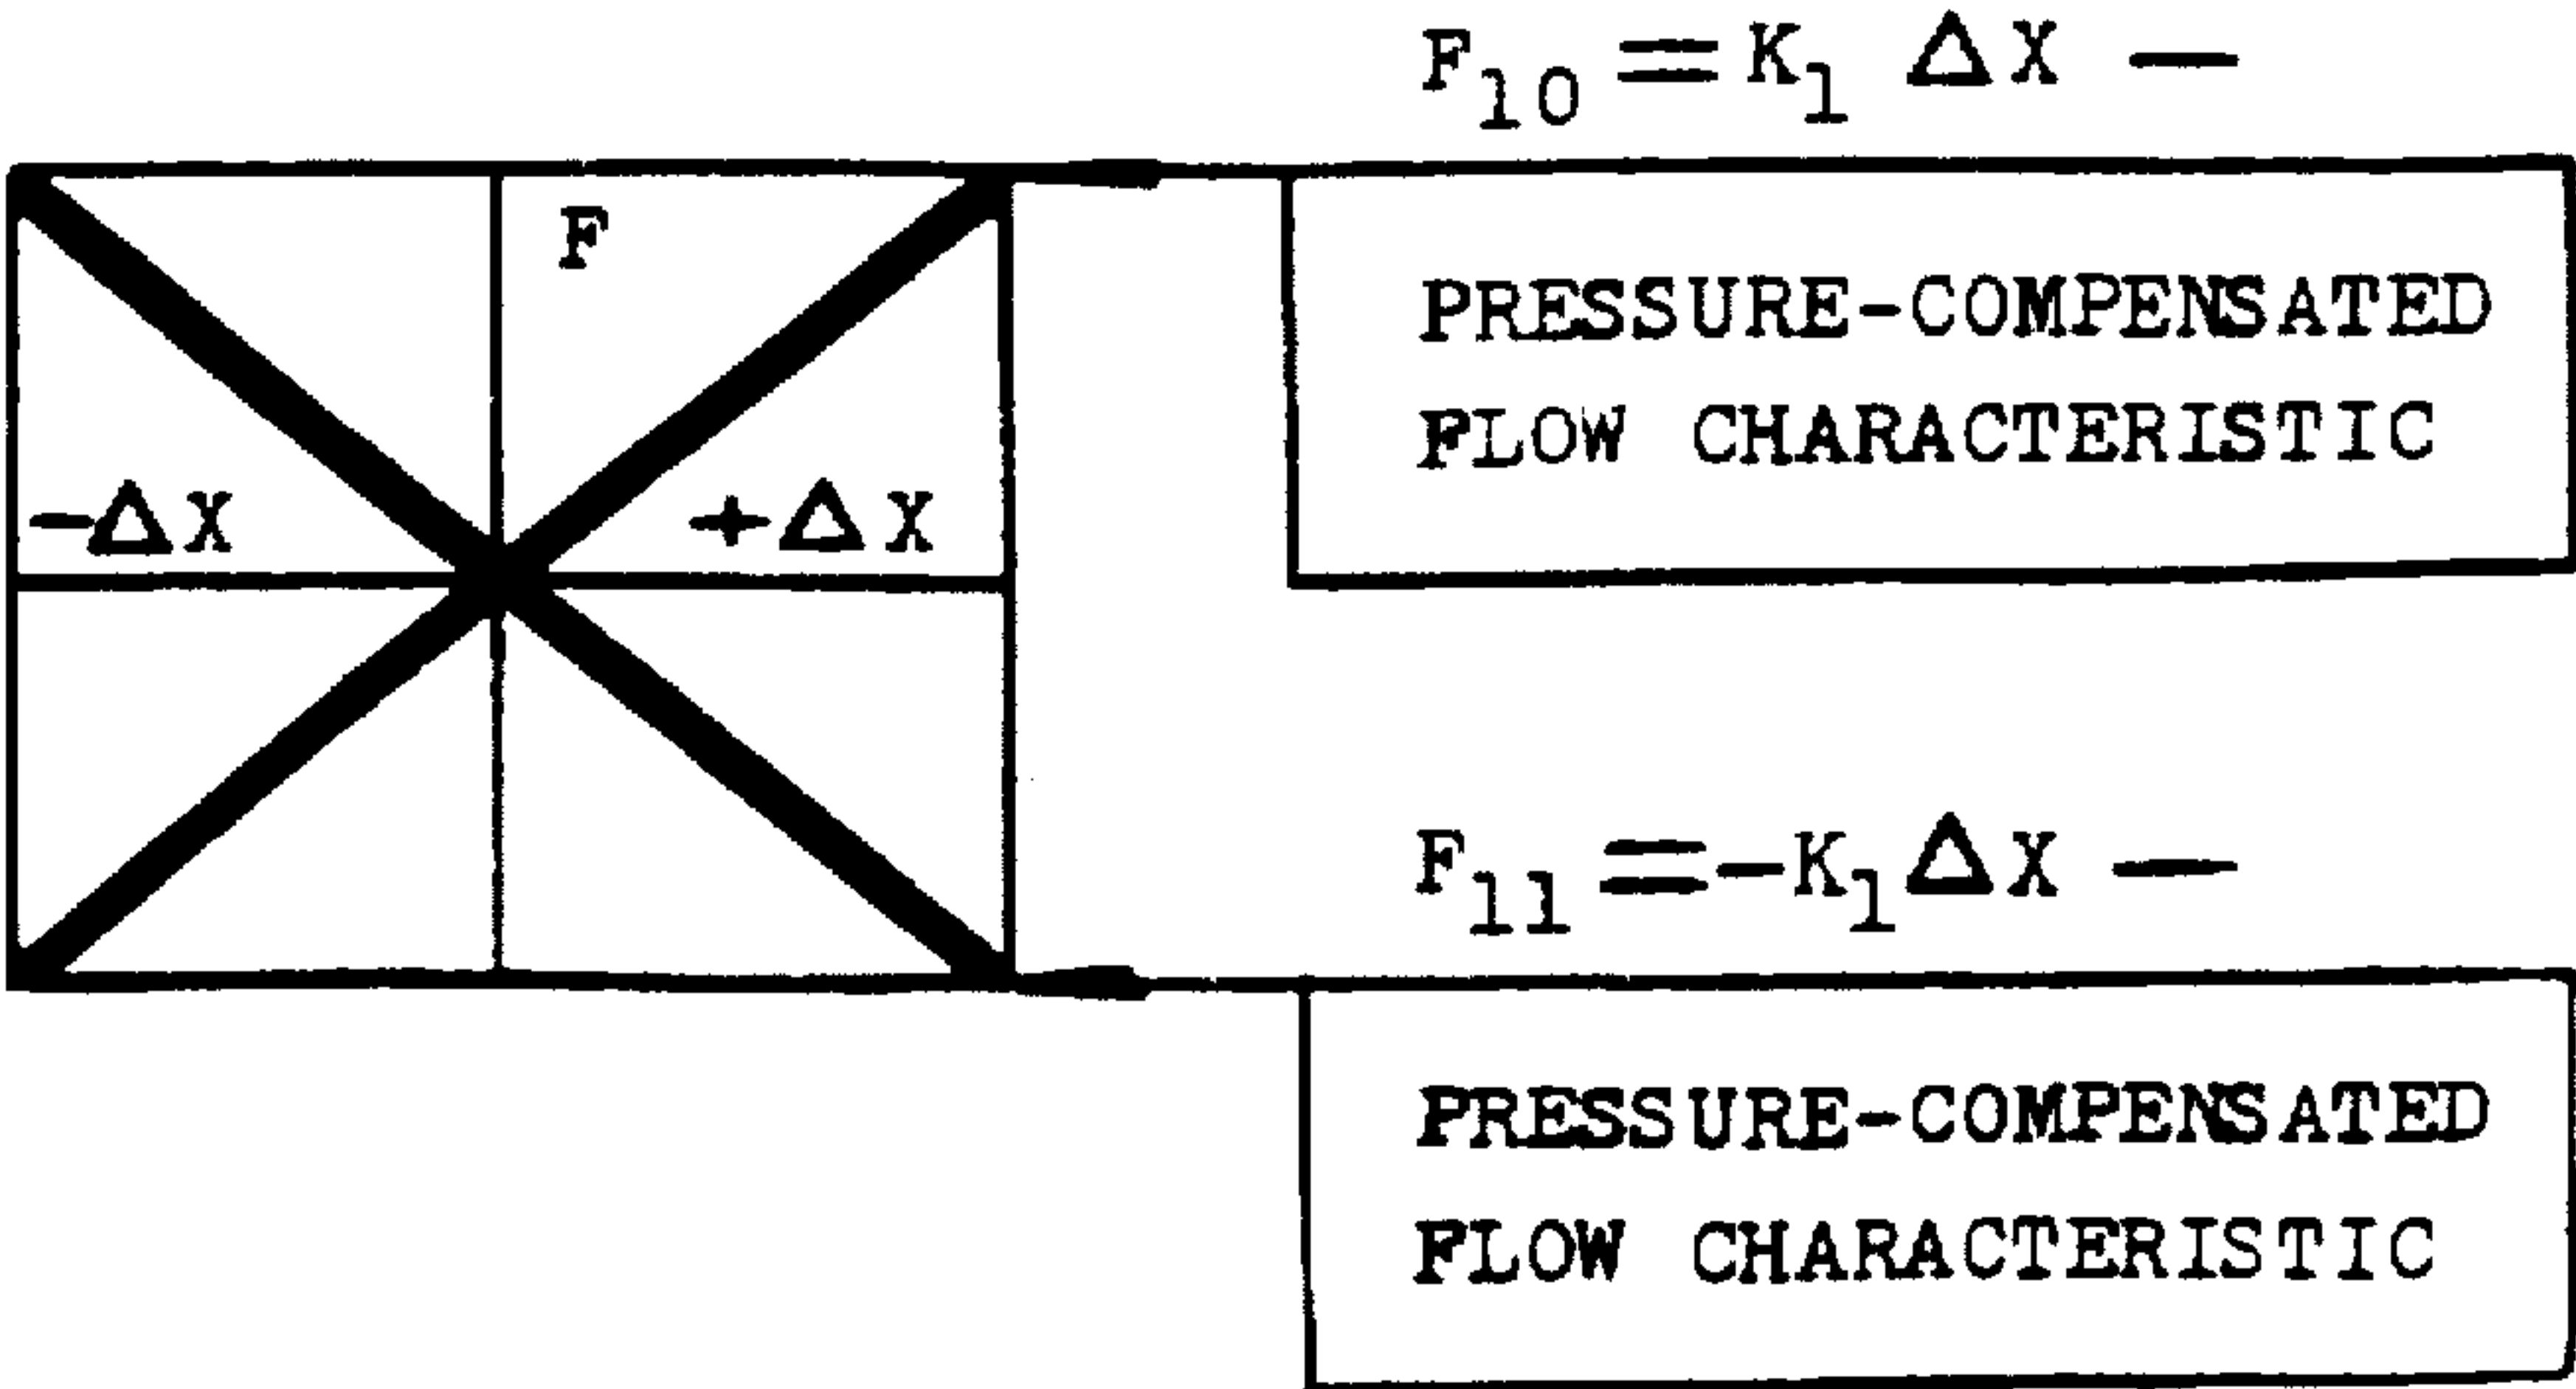 F₁₀ = K₁ ΔX —
F
PRESSURE-COMPENSATED
FLOW CHARACTERISTIC
-ΔX +ΔX
F₁₁ = -K₁ ΔX —
PRESSURE-COMPENSATED
FLOW CHARACTERISTIC